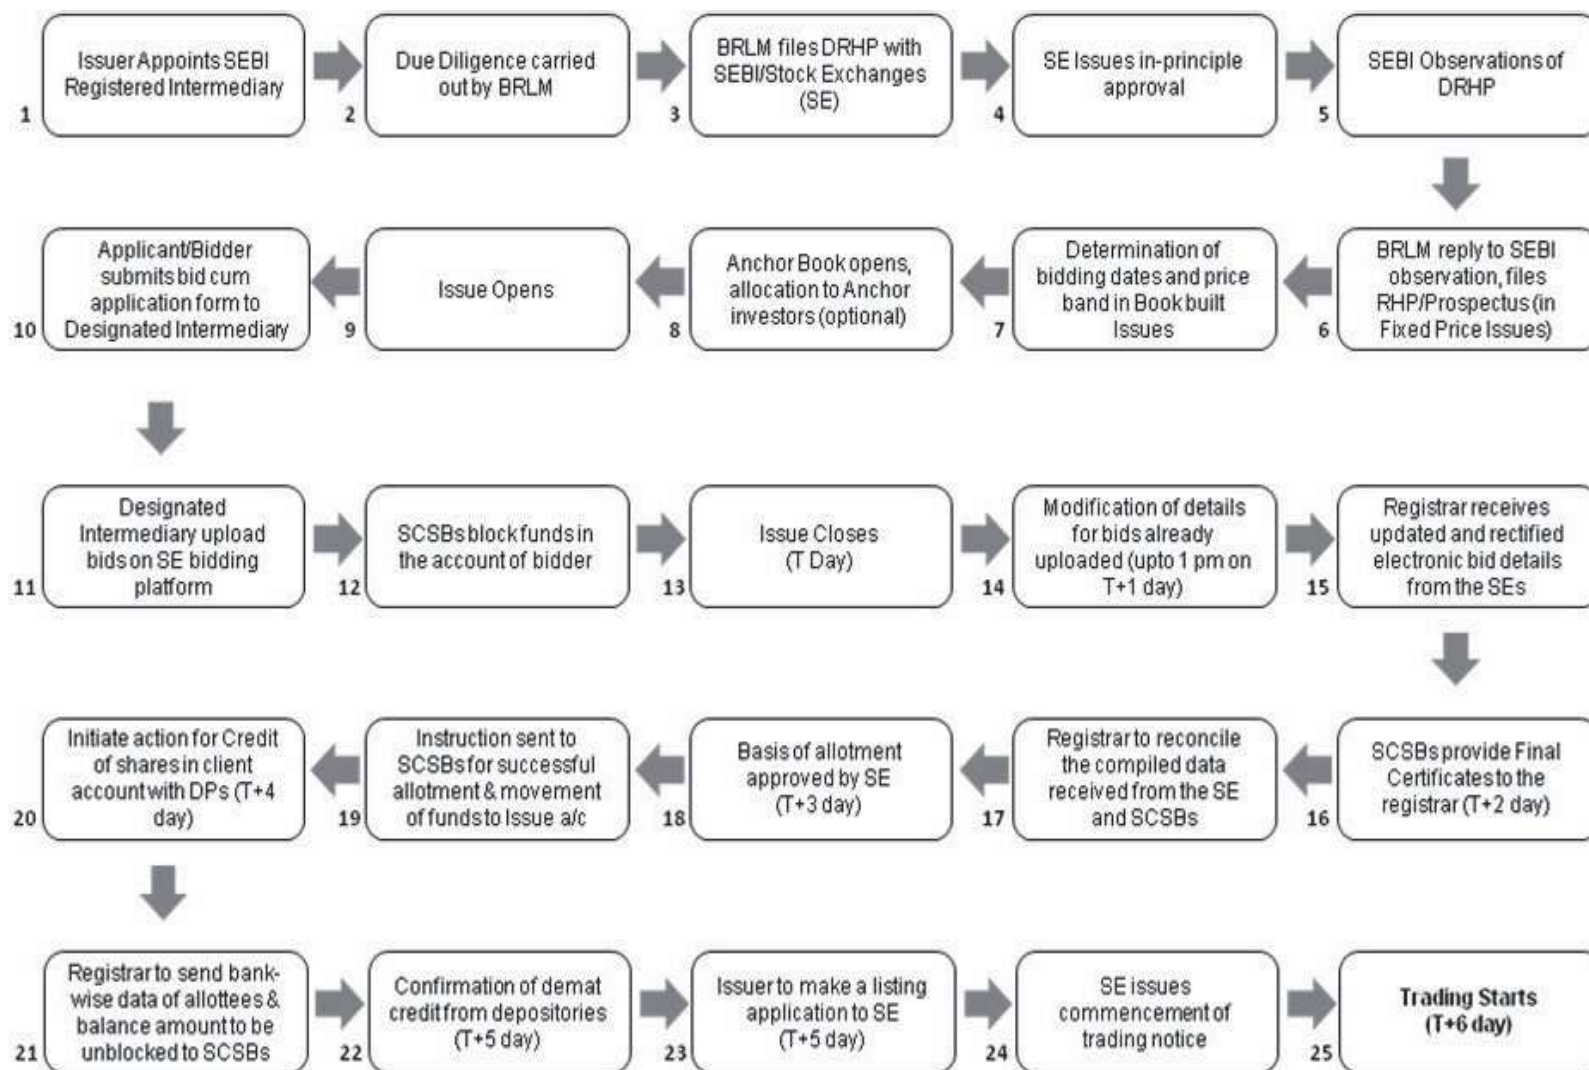 Issuer Appoints SEBI
Registered Intermediary
1
Due Diligence carried
out by BRLM
2
BRLM files DRHP with
SEBI/Stock Exchanges
(SE)
3
SE Issues in-principle
approval
4
SEBI Observations of
DRHP
5
BRLM reply to SEBI
observation, files
RHP/Prospectus (in
Fixed Price Issues)
6
Determination of
bidding dates and price
band in Book built
Issues
7
Anchor Book opens,
allocation to Anchor
investors (optional)
8
Issue Opens
9
Applicant/Bidder
submits bid cum
application form to
Designated Intermediary
10
Designated
Intermediary upload
bids on SE bidding
platform
11
SCSBs block funds in
the account of bidder
12
Issue Closes
(T Day)
13
Modification of details
for bids already
uploaded (upto 1 pm on
T+1 day)
14
Registrar receives
updated and rectified
electronic bid details
from the SEs
15
SCSBs provide Final
Certificates to the
registrar (T+2 day)
16
Registrar to reconcile
the compiled data
received from the SE
and SCSBs
17
Basis of allotment
approved by SE
(T+3 day)
18
Instruction sent to
SCSBs for successful
allotment & movement
of funds to Issue a/c
19
Initiate action for Credit
of shares in client
account with DPs (T+4
day)
20
Registrar to send bank-
wise data of allottees &
balance amount to be
unblocked to SCSBs
21
Confirmation of demat
credit from depositories
(T+5 day)
22
Issuer to make a listing
application to SE
(T+5 day)
23
SE issues
commencement of
trading notice
24
Trading Starts
(T+6 day)
25